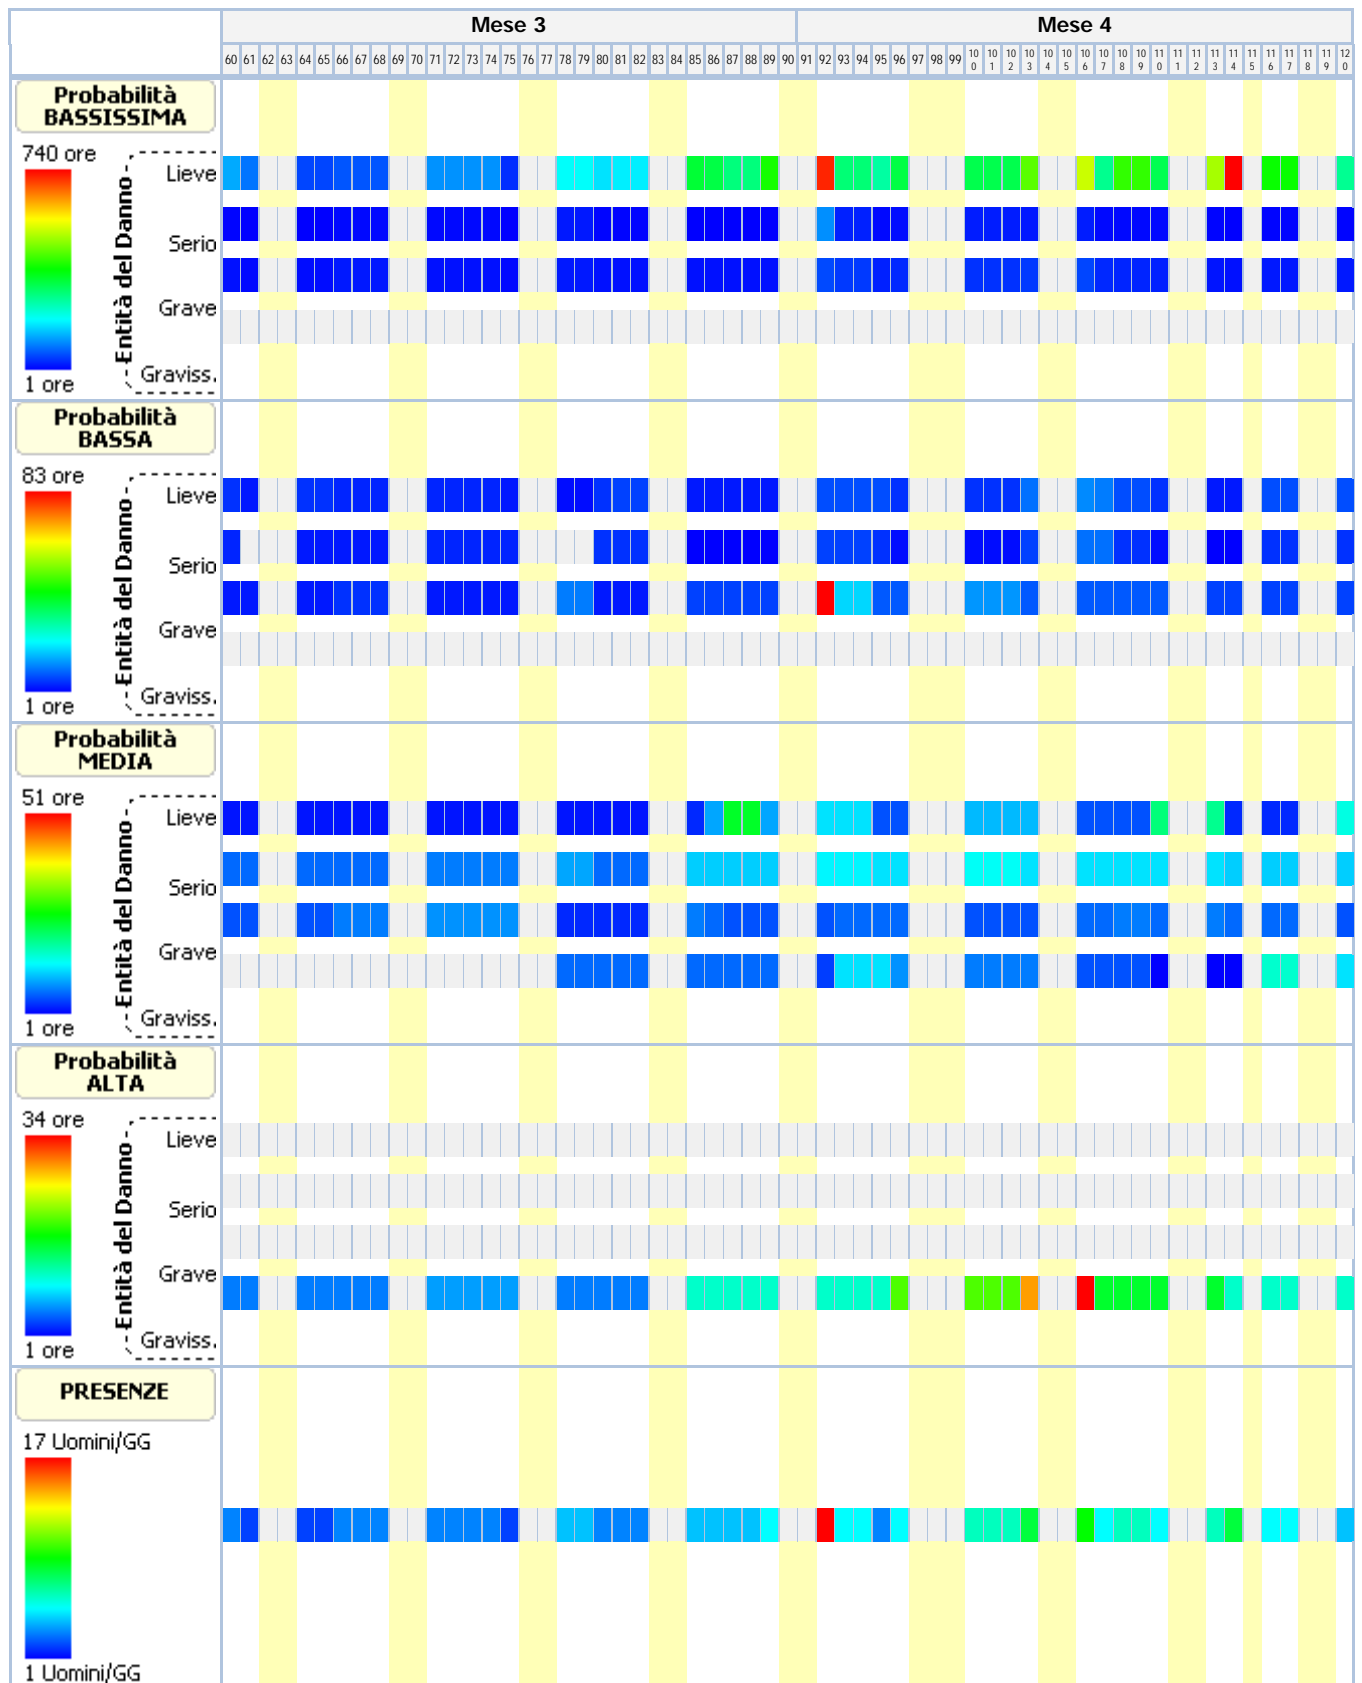 Mese 3 Mese 4
60 61 62 63 64 65 66 67 68 69 70 71 72 73 74 75 76 77 78 79 80 81 82 83 84 85 86 87 88 89 90 91 92 93 94 95 96 97 98 99 100 101 102 103 104 105 106 107 108 109 110 111 112 113 114 115 116 117 118 119 120
Probabilità
BASSISSIMA
740 ore
Entità del Danno
Lieve
Serio
Grave
Graviss.
1 ore
Probabilità
BASSA
83 ore
Entità del Danno
Lieve
Serio
Grave
Graviss.
1 ore
Probabilità
MEDIA
51 ore
Entità del Danno
Lieve
Serio
Grave
Graviss.
1 ore
Probabilità
ALTA
34 ore
Entità del Danno
Lieve
Serio
Grave
Graviss.
1 ore
PRESENZE
17 Uomini/GG
1 Uomini/GG